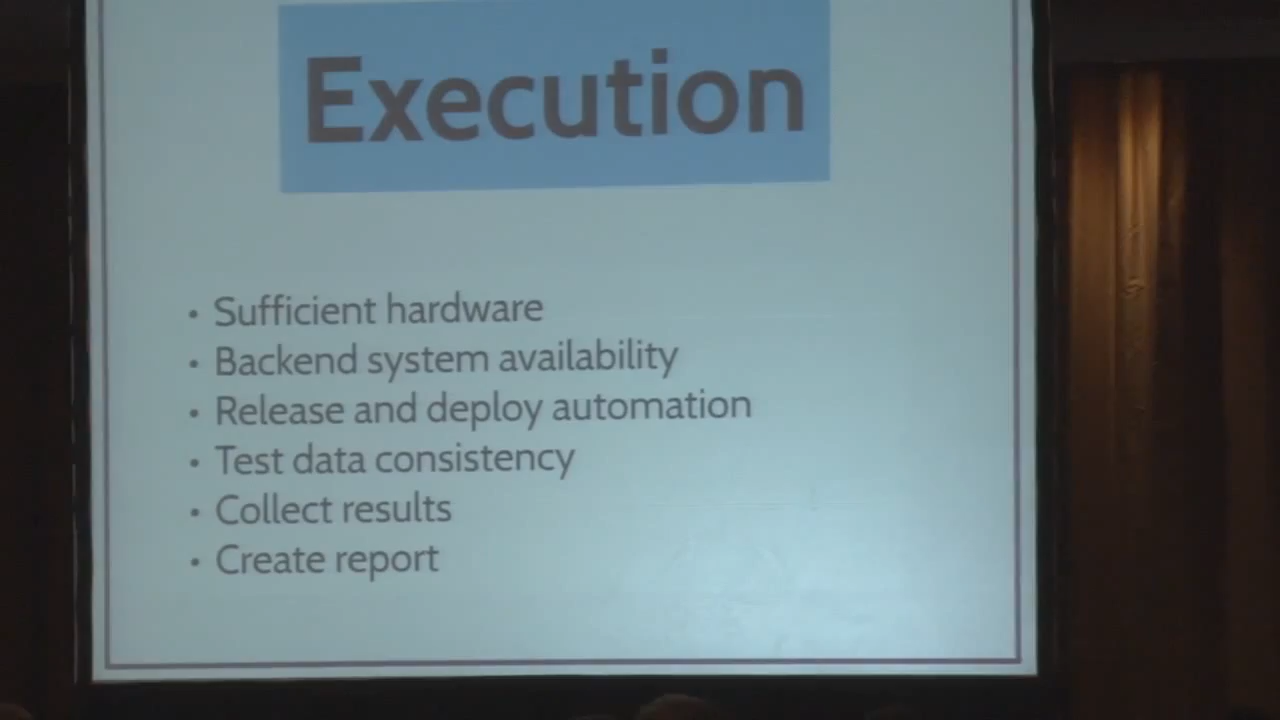 Execution
• Sufficient hardware
• Backend system availability
• Release and deploy automation
• Test data consistency
• Collect results
• Create report